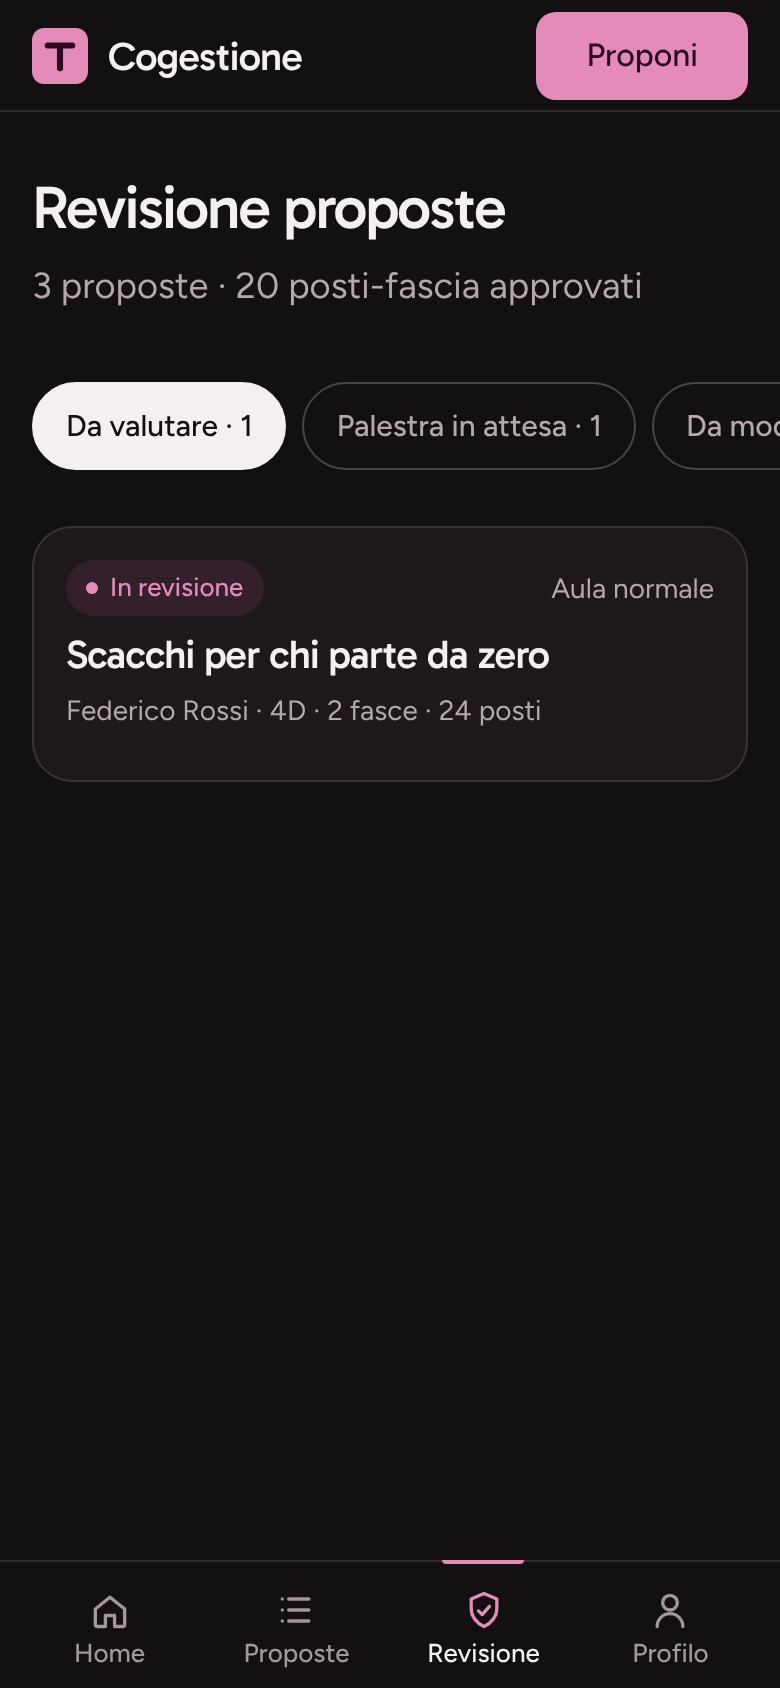 T Cogestione
Proponi
Revisione proposte
3 proposte · 20 posti-fascia approvati
Da valutare · 1
Palestra in attesa · 1
Da
In revisione
Aula normale
Scacchi per chi parte da zero
Federico Rossi · 4D · 2 fasce · 24 posti
Home
Proposte
Revisione
Profilo